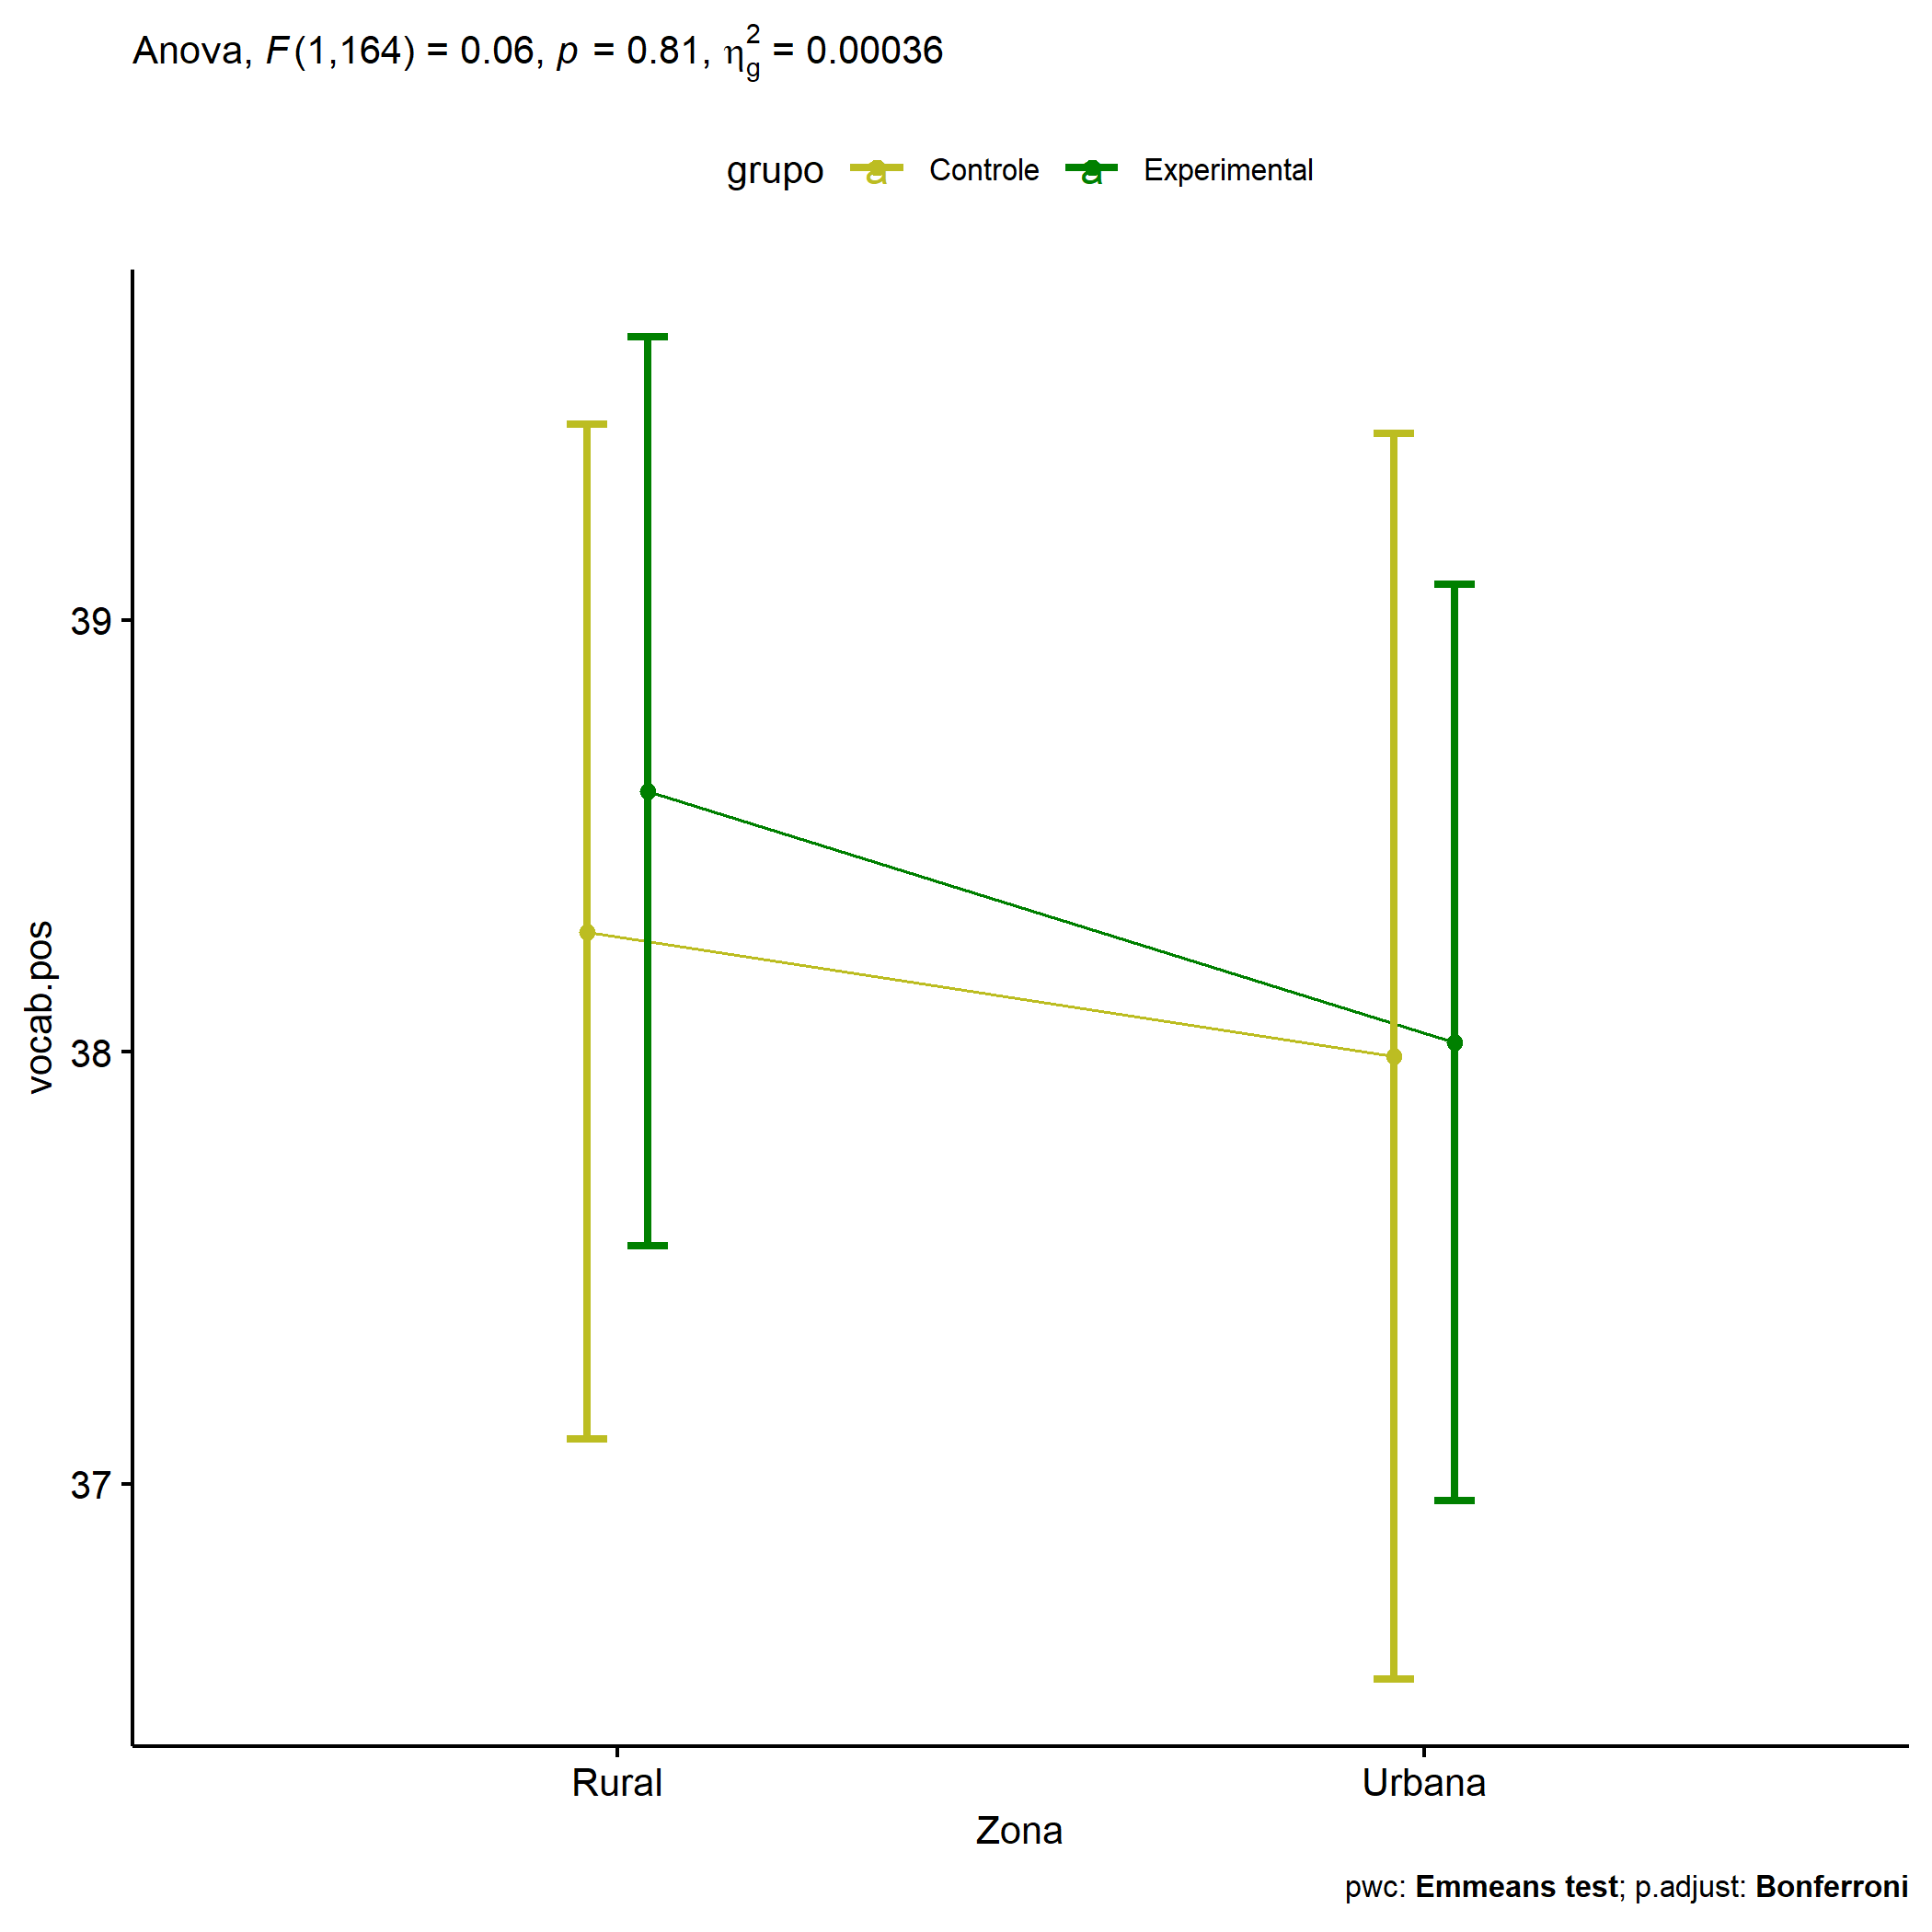 Anova, F(1,164) = 0.06, p = 0.81, η²g = 0.00036
grupo a Controle a Experimental
39
38
37
vocab.pos
Rural Urbana
Zona
pwc: Emmeans test; p.adjust: Bonferroni